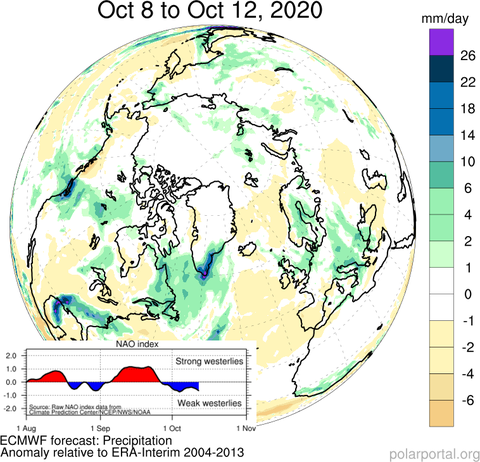 Oct 8 to Oct 12, 2020
mm/day
26
22
18
14
10
6
4
2
1
0
-1
-2
-4
-6
NAO index
2.0
1.0
0.0
-1.0
-2.0
Strong westerlies
Weak westerlies
Source: Raw NAO index data from
Climate Prediction Center/NCEP/NWS/NOAA
1 Aug
1 Sep
1 Oct
1 Nov
ECMWF forecast: Precipitation
Anomaly relative to ERA-Interim 2004-2013
polarportal.org